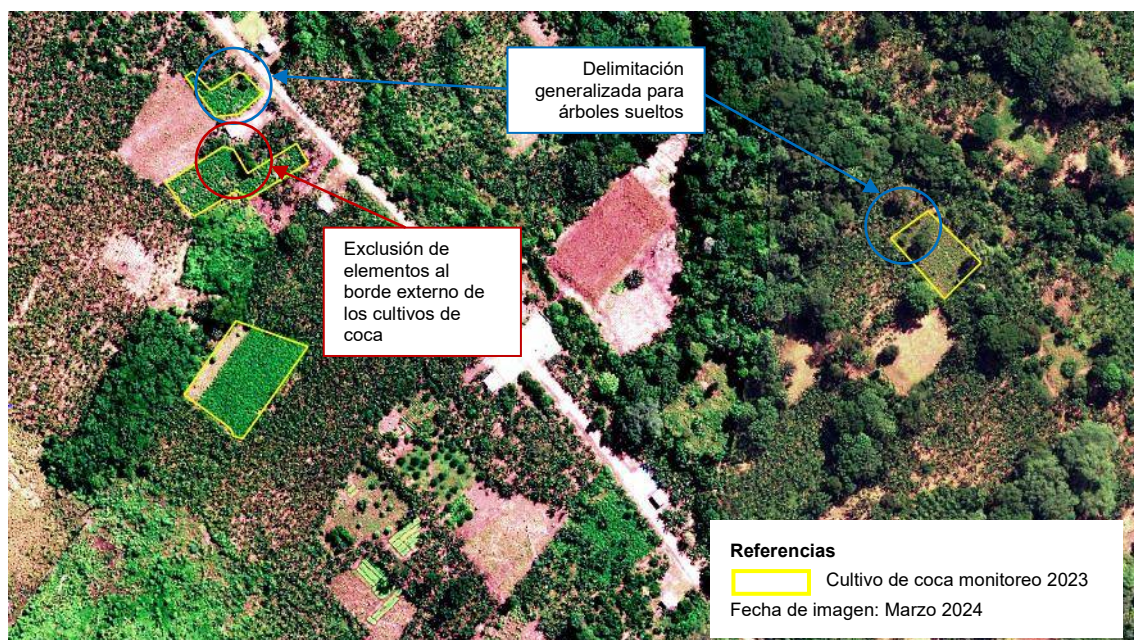 Delimitación
generalizada para
árboles sueltos
Exclusión de
elementos al
borde externo de
los cultivos de
coca
Referencias
Cultivo de coca monitoreo 2023
Fecha de imagen: Marzo 2024